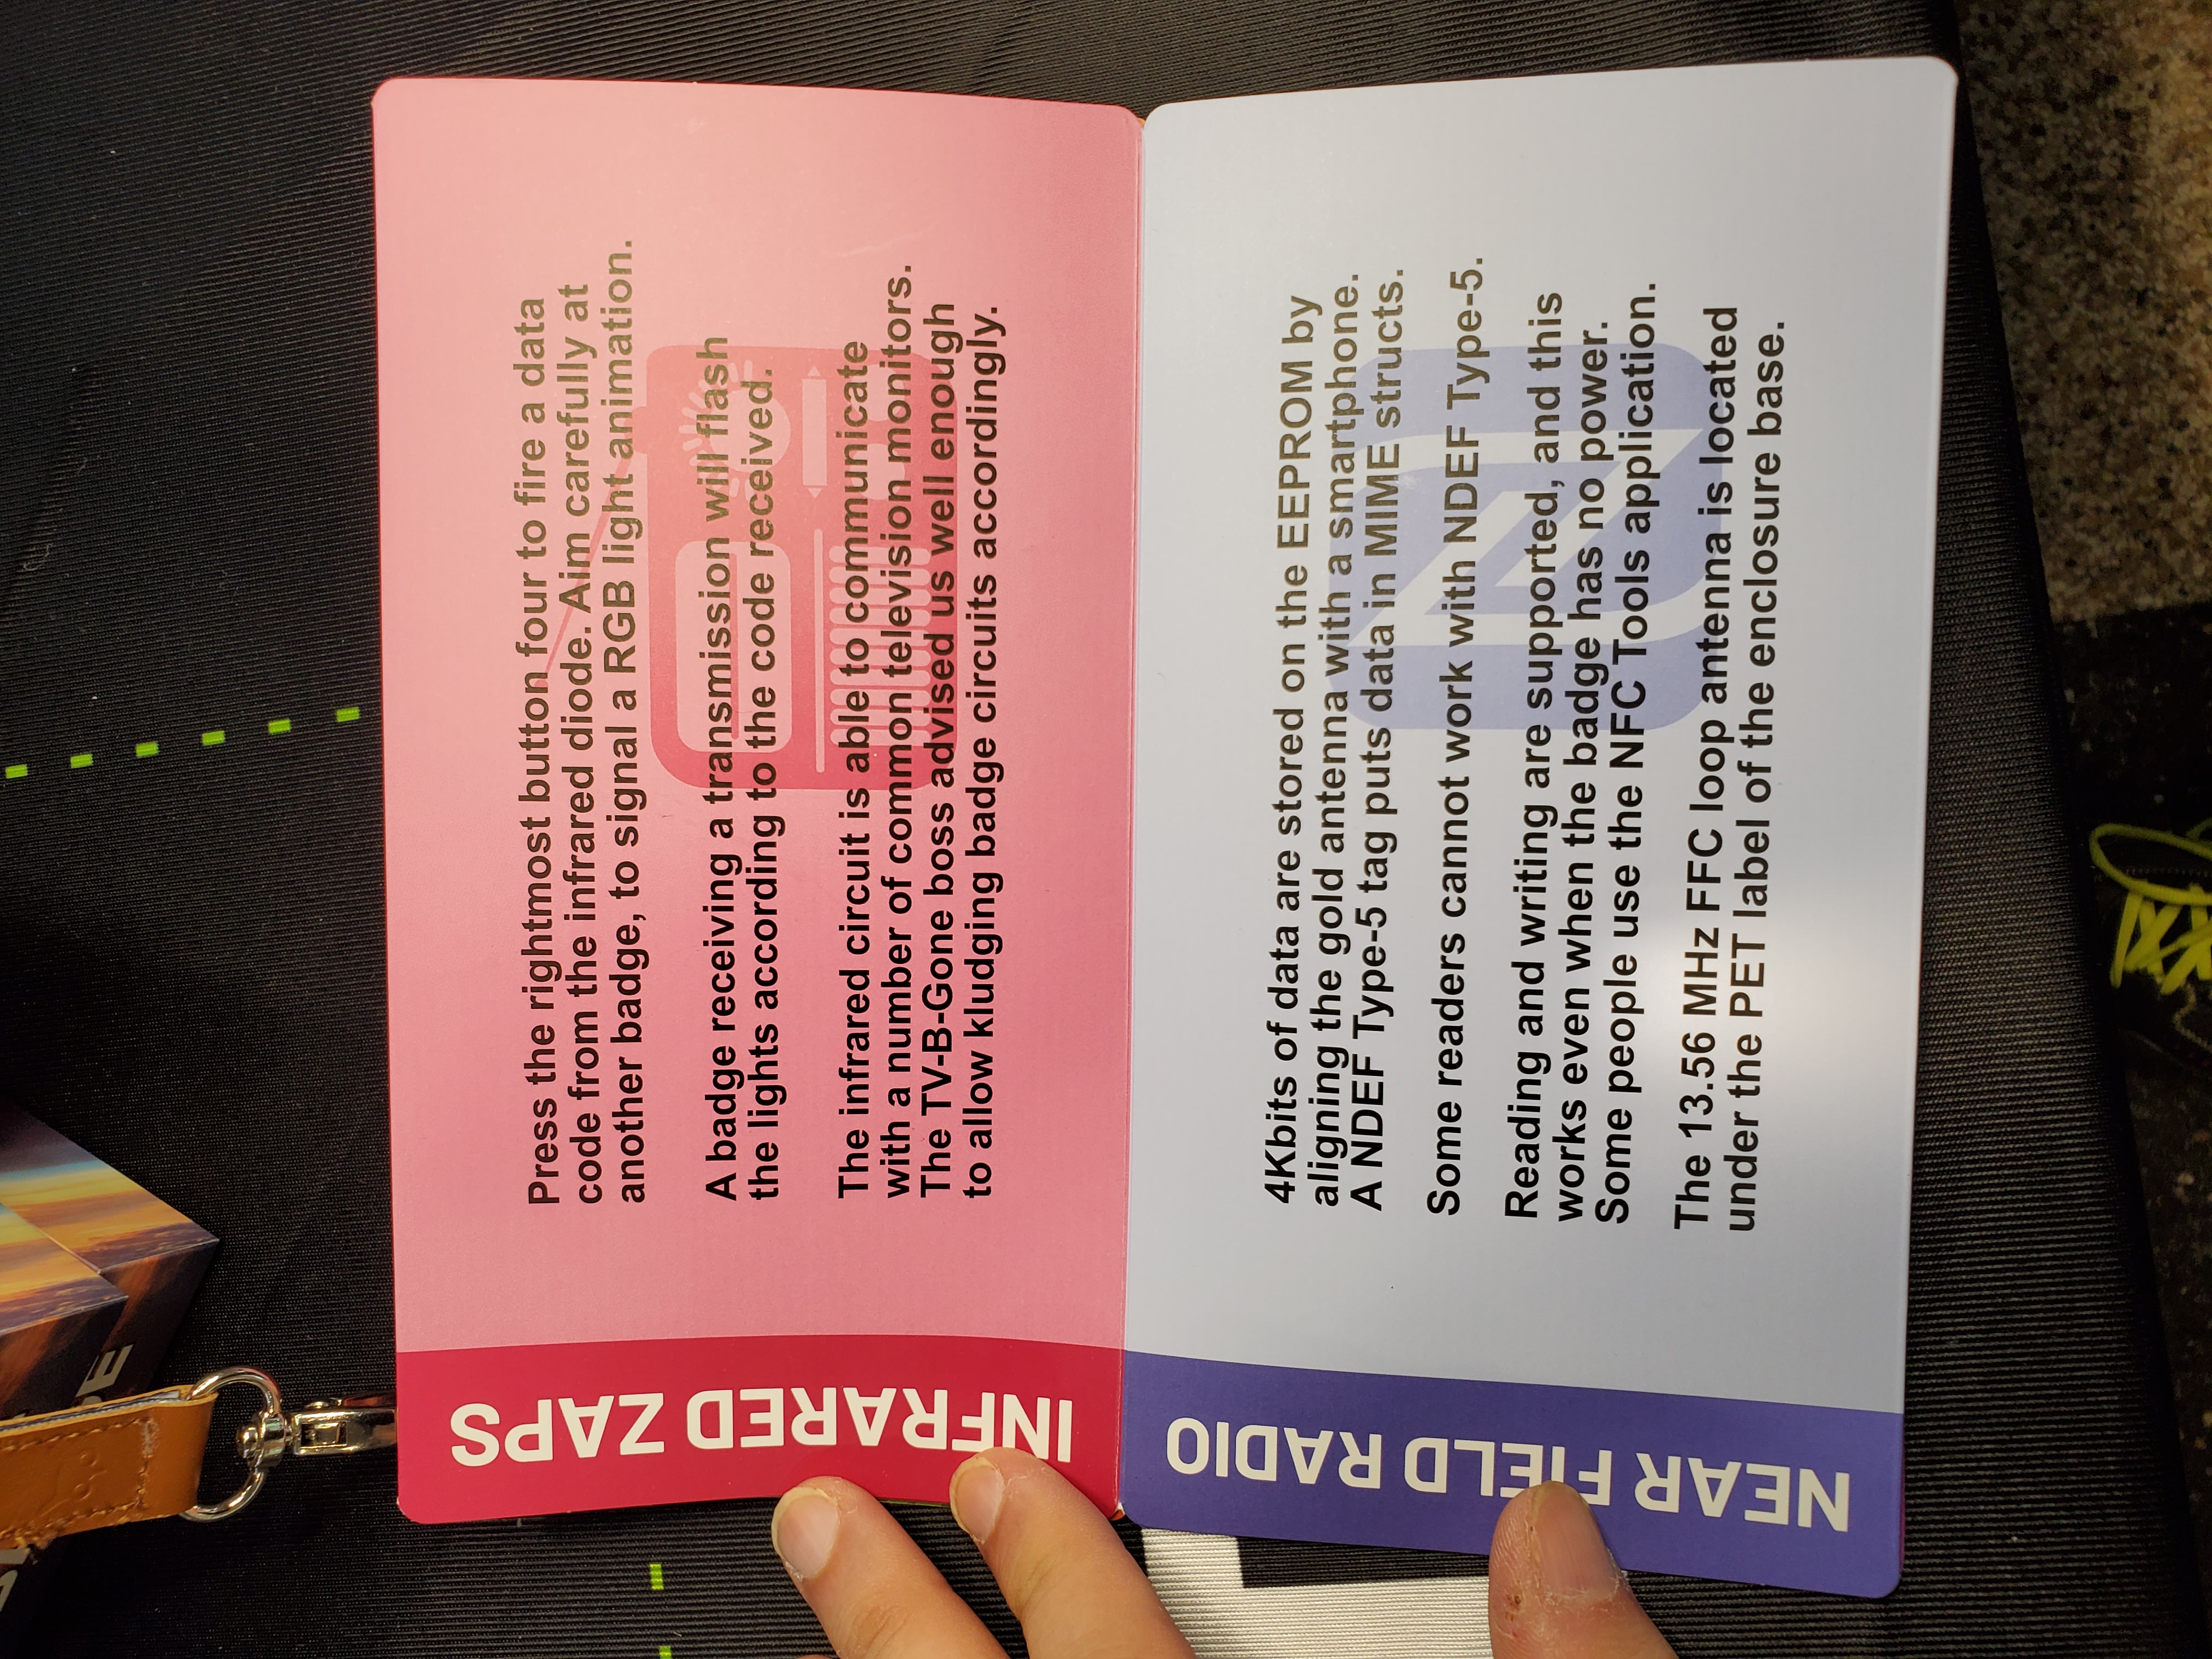 PE
INFRARED ZAPS
Press the rightmost button four to fire a data
code from the infrared diode. Aim carefully at
another badge, to signal a RGB light animation.
A badge receiving a transmission will flash
the lights according to the code received.
The infrared circuit is able to communicate
with a number of common television monitors.
The TV-B-Gone boss advised us well enough
to allow kludging badge circuits accordingly.
NEAR FIELD RADIO
4Kbits of data are stored on the EEPROM by
aligning the gold antenna with a smartphone.
A NDEF Type-5 tag puts data in MIME structs.
Some readers cannot work with NDEF Type-5.
Reading and writing are supported, and this
works even when the badge has no power.
Some people use the NFC Tools application.
The 13.56 MHz FFC loop antenna is located
under the PET label of the enclosure base.